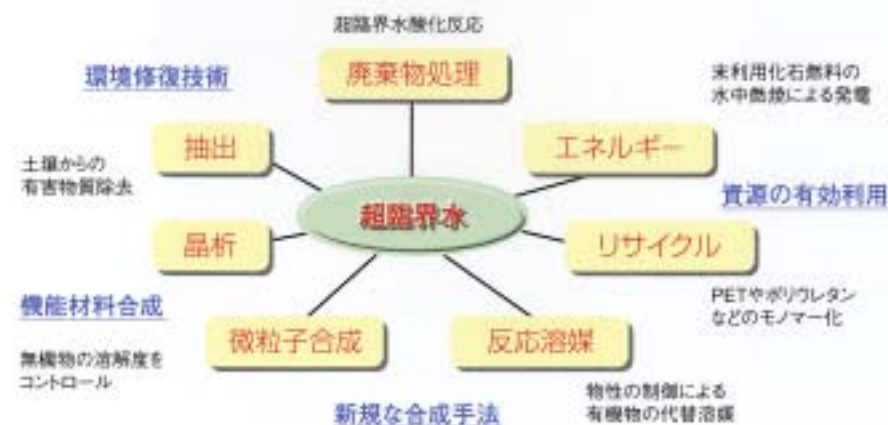 超臨界水酸化反応
廃棄物処理
環境修復技術
未利用化石燃料の
水中燃焼による発電
抽出
エネルギー
土壌からの
有害物質除去
資源の有効利用
超臨界水
晶析
リサイクル
機能材料合成
PETやポリウレタン
などのモノマー化
微粒子合成
反応溶媒
無機物の溶解度を
コントロール
新規な合成手法
物性の制御による
有機物の代替溶媒